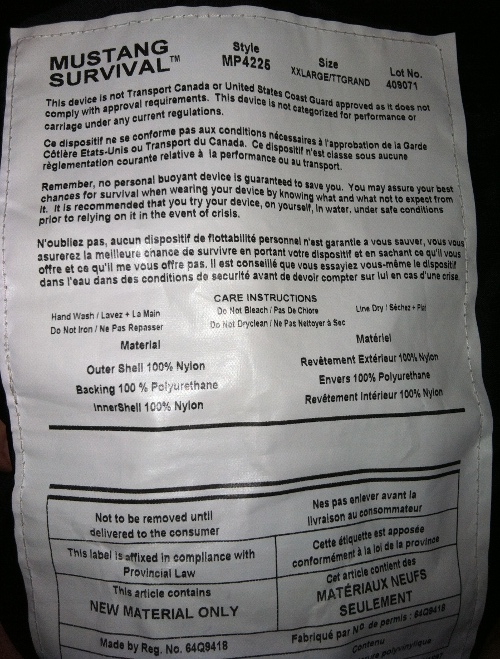 MUSTANG SURVIVAL™
Style MP4225
Size XXLARGE/TTGRAND
Lot No. 409071
This device is not Transport Canada or United States Coast Guard approved as it does not
comply with approval requirements. This device is not categorized for performance or
carriage under any current regulations.
Ce dispositif ne se conforme pas aux conditions nécessaires à l'approbation de la Garde
Côtière Etats-Unis ou Transport du Canada. Ce dispositif n'est classe sous aucune
règlementation courante relative à la performance ou au transport.
Remember, no personal buoyant device is guaranteed to save you. You may assure your best
chances for survival when wearing your device by knowing what and what not to expect from
it. It is recommended that you try your device, on yourself, in water, under safe conditions
prior to relying on it in the event of crisis.
N'oubliez pas, aucun dispositif de flottabilité personnel n'est garantie a vous sauver, vous vous
asurerez la meilleure chance de survivre en portant votre dispositif et en sachant ce qu'il vous
offre et ce qu'il me vous offre pas. Il est conseillé que vous essayiez vous-même le dispositif
dans l'eau dans des conditions de securité avant de devoir compter sur lui en cas d'une crise.
CARE INSTRUCTIONS
Hand Wash / Lavez + La Main
Do Not Bleach / Pas De Chlore
Line Dry / Séchez + Plat
Do Not Iron / Ne Pas Repasser
Do Not Dryclean / Ne Pas Nettoyer à Sec
Material
Matériel
Outer Shell 100% Nylon
Revêtement Extérieur 100% Nylon
Backing 100 % Polyurethane
Envers 100% Polyurethane
InnerShell 100% Nylon
Revêtement Intérieur 100% Nylon
Not to be removed until
delivered to the consumer
Nes pas enlever avant la
livraison au consommateur
This label is affixed in compliance with
Provincial Law
Cette étiquette est apposée
conformément à la loi de la province
This article contains
NEW MATERIAL ONLY
Cet article contient des
MATÉRIAUX NEUFS
SEULEMENT
Made by Reg. No. 64Q9418
Fabriqué par Nº de permis : 64Q9418
Contenu
polyvinylique